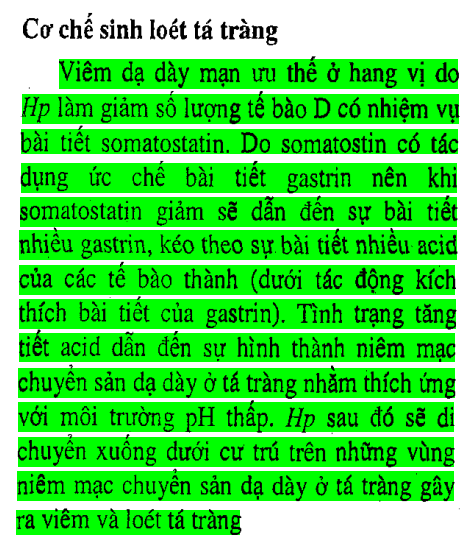 Cơ chế sinh loét tá tràng
Viêm dạ dày mạn ưu thế ở hang vị do
Hp làm giảm số lượng tế bào D có nhiệm vụ
bài tiết somatostatin. Do somatostin có tác
dụng ức chế bài tiết gastrin nên khi
somatostatin giảm sẽ dẫn đến sự bài tiết
nhiều gastrin, kéo theo sự bài tiết nhiều acid
của các tế bào thành (dưới tác động kích
thích bài tiết của gastrin). Tình trạng tăng
tiết acid dẫn đến sự hình thành niêm mạc
chuyển sản dạ dày ở tá tràng nhằm thích ứng
với môi trường pH thấp. Hp sau đó sẽ di
chuyển xuống dưới cư trú trên những vùng
niêm mạc chuyển sản dạ dày ở tá tràng gây
ra viêm và loét tá tràng